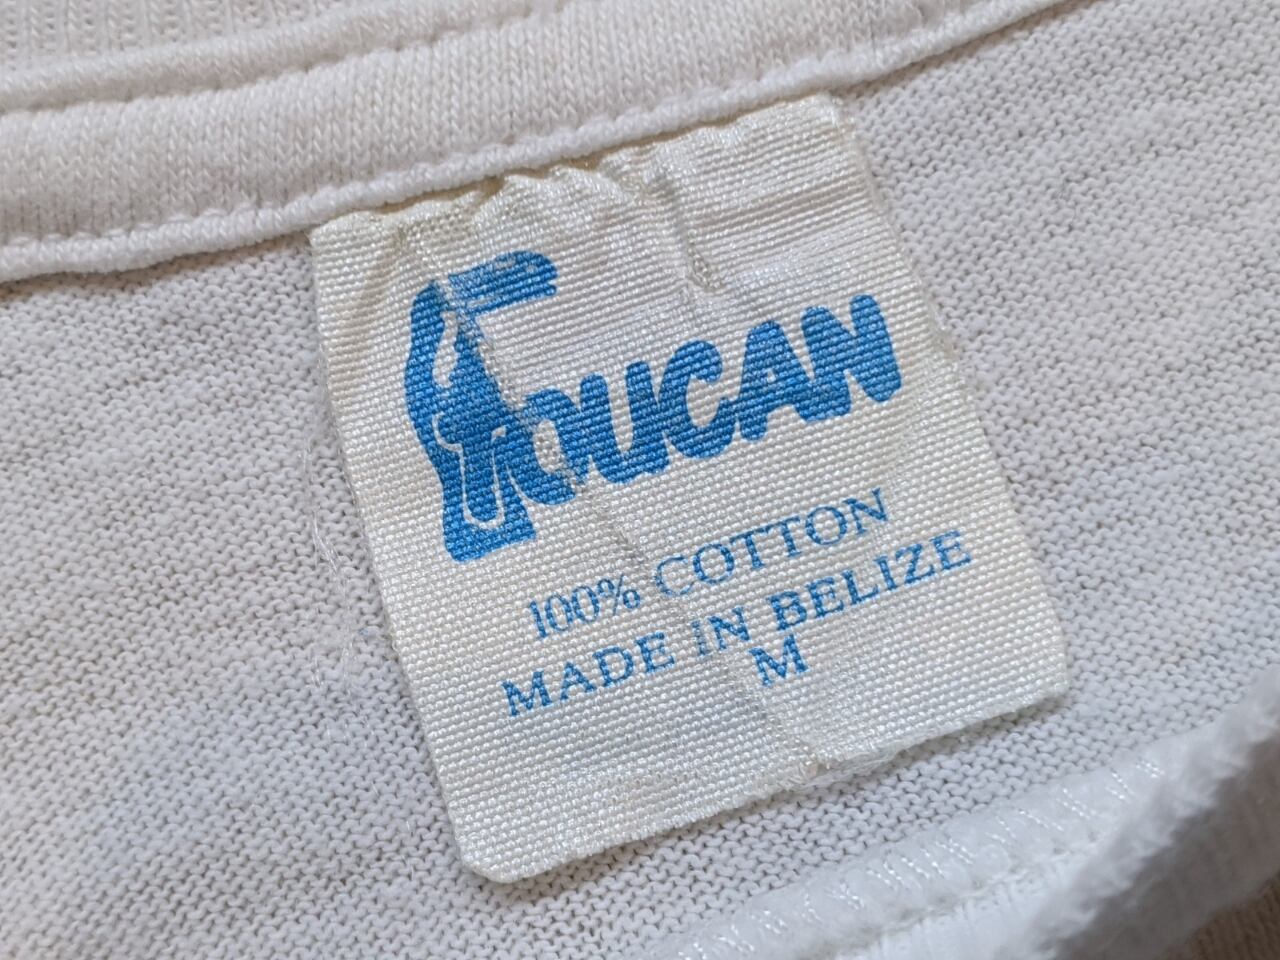 TOUCAN
100% COTTON
MADE IN BELIZE
M